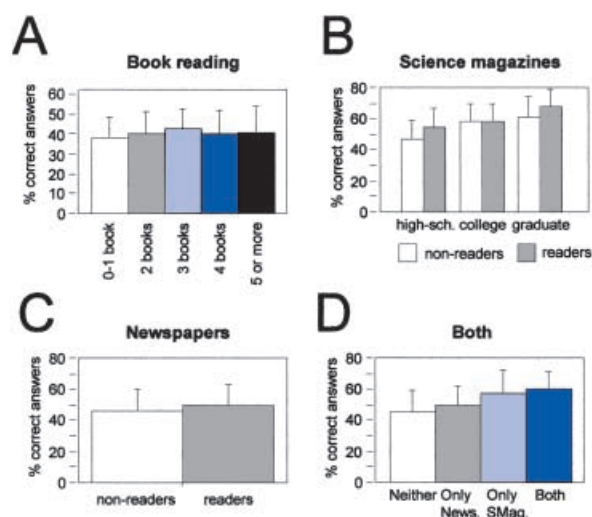 A
Book reading
% correct answers
60
50
40
30
20
10
0
0-1 book
2 books
3 books
4 books
5 or more
B
Science magazines
% correct answers
80
60
40
20
0
high-sch. college graduate
non-readers
readers
C
Newspapers
% correct answers
80
60
40
20
0
non-readers
readers
D
Both
% correct answers
80
60
40
20
0
Neither Only Only Both
News. SMag.